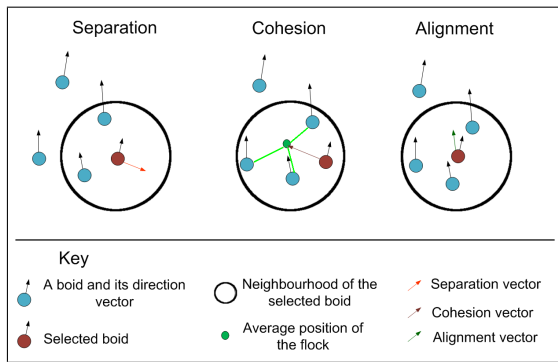 Separation
Cohesion
Alignment
Key
A boid and its direction
vector
Selected boid
Neighbourhood of the
selected boid
Average position of
the flock
Separation vector
Cohesion vector
Alignment vector